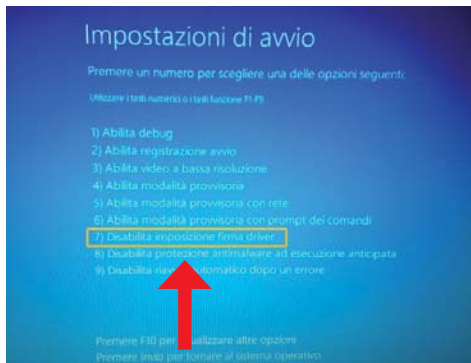 Impostazioni di avvio
Premere un numero per scegliere una delle opzioni seguenti:
Utilizzare i tasti numerici o i tasti funzione F1-F9.
1) Abilita debug
2) Abilita registrazione avvio
3) Abilita video a bassa risoluzione
4) Abilita modalità provvisoria
5) Abilita modalità provvisoria con rete
6) Abilita modalità provvisoria con prompt dei comandi
7) Disabilita imposizione firma driver
8) Disabilita protezione antimalware ad esecuzione anticipata
9) Disabilita automatico dopo un errore
Premere F10 per altre opzioni
Premere Invio per tornare al sistema operativo